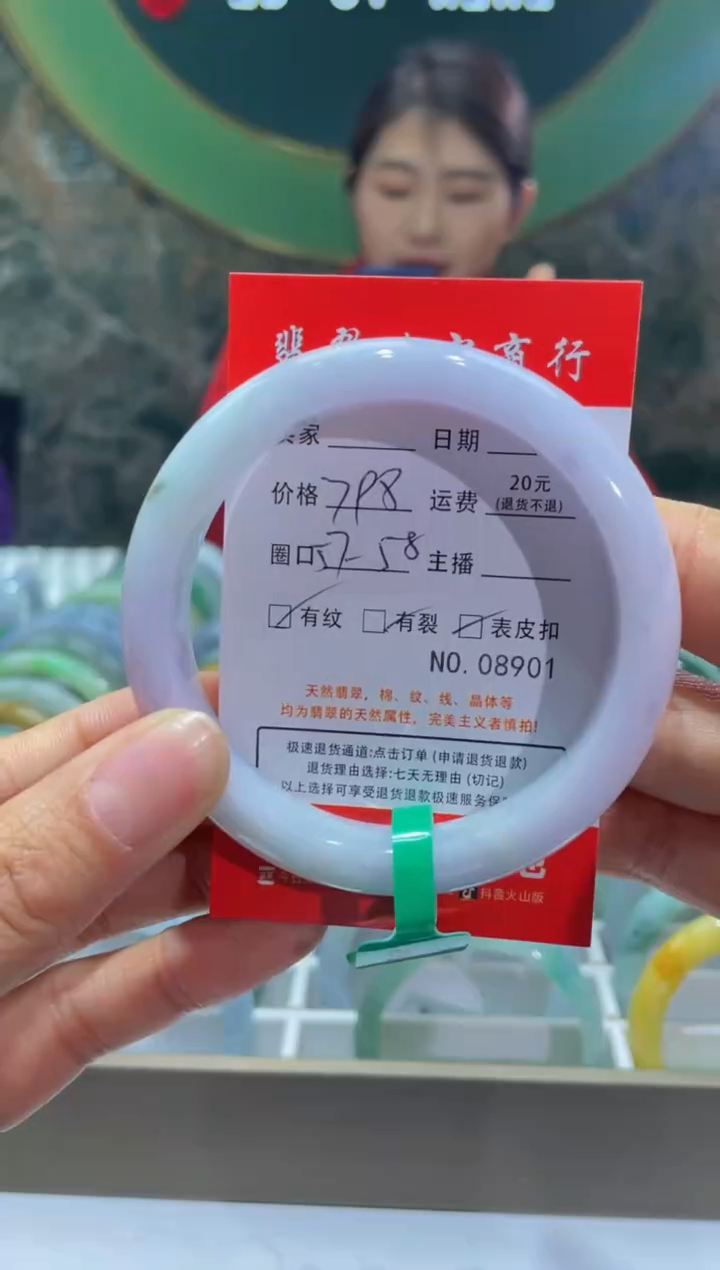 翡翠 商行
卖家 日期
价格 798 运费 20元
(退货不退)
圈口 57-58 主播
有纹 有裂 表皮扣
NO. 08901
天然翡翠，棉、纹、线、晶体等
均为翡翠的天然属性，完美主义者慎拍!
极速退货通道:点击订单 (申请退货退款)
退货理由选择:七天无理由 (切记)
以上选择可享受退货退款极速服务保
抖音火山版